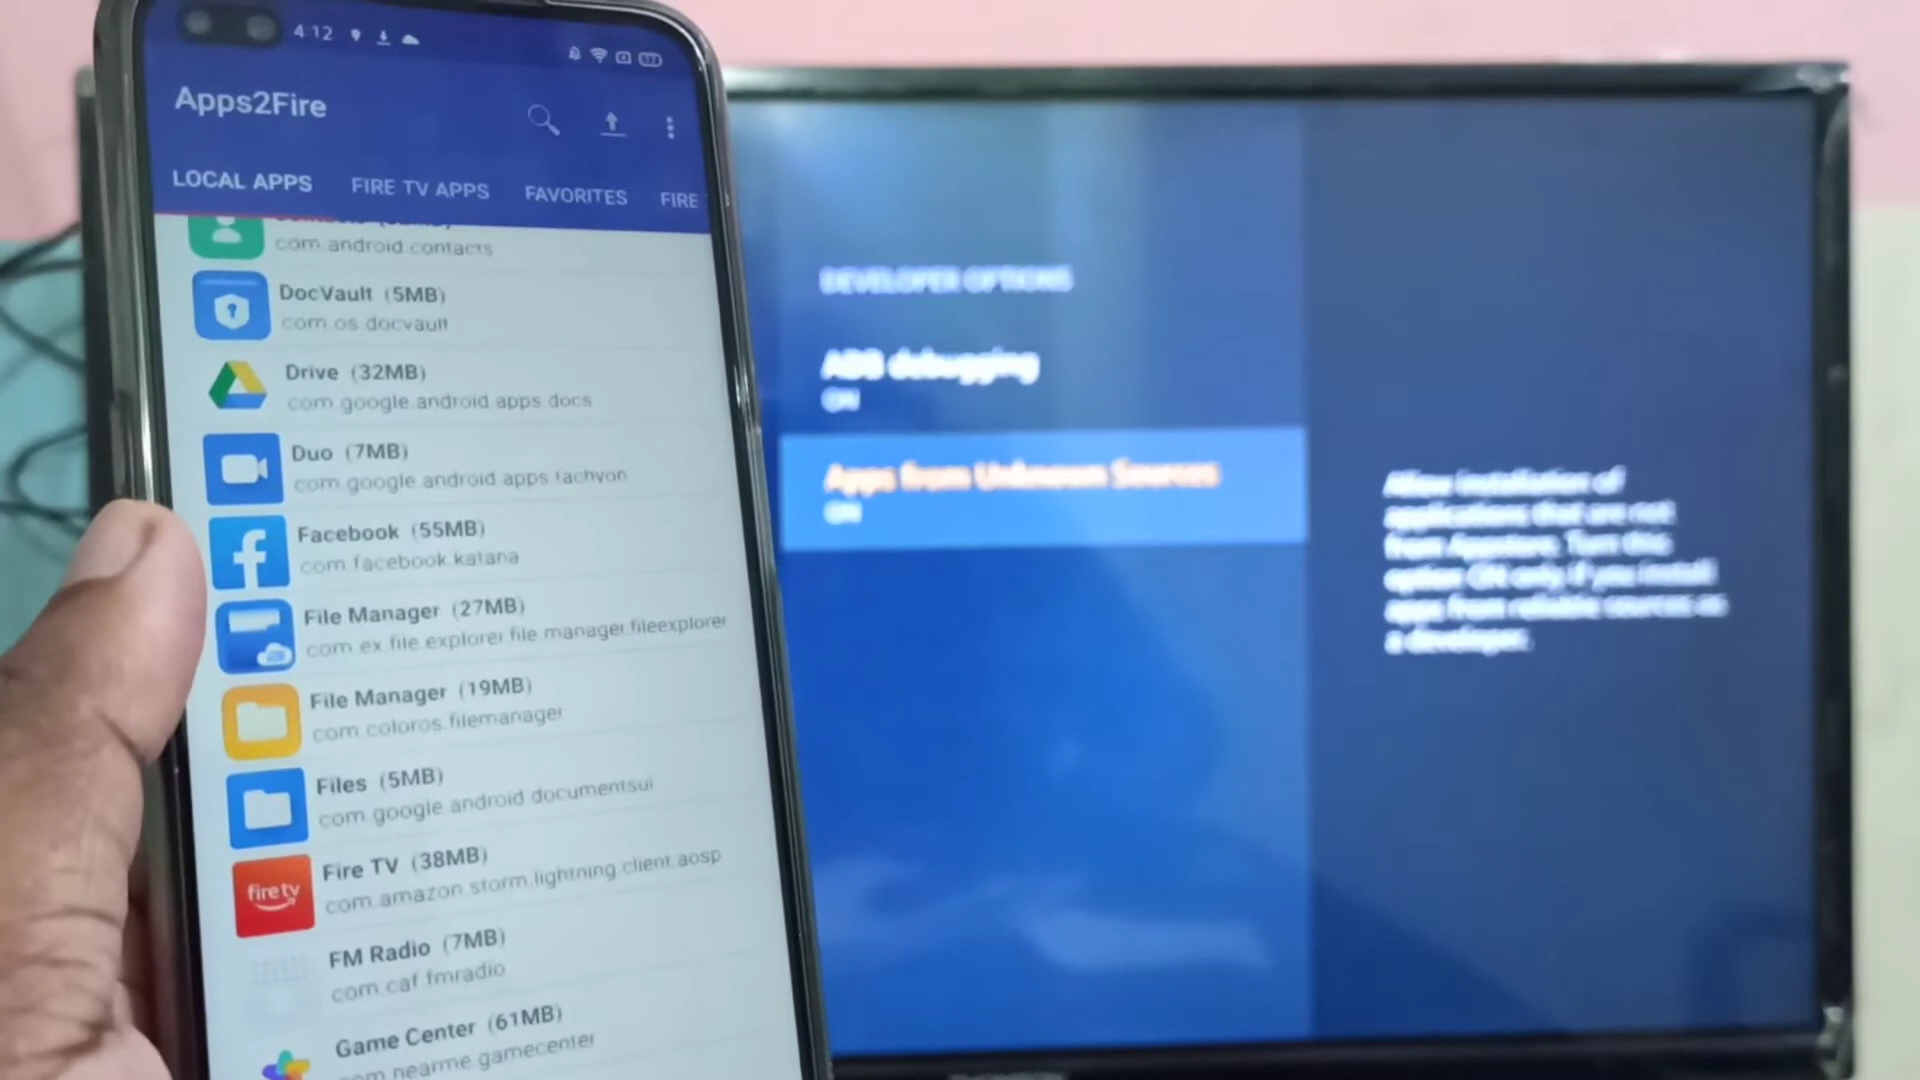 4:12
Apps2Fire
LOCAL APPS
FIRE TV APPS
FAVORITES
FIRE
com.android.contacts
DocVault (5MB)
com.os.docvault
Drive (32MB)
com.google.android.apps.docs
Duo (7MB)
com.google.android.apps.tachyon
Facebook (55MB)
com.facebook.katana
File Manager (27MB)
com.ex.file.explorer.file.manager.fileexplorer
File Manager (19MB)
com.coloros.filemanager
Files (5MB)
com.google.android.documentsui
fire tv
Fire TV (38MB)
com.amazon.storm.lightning.client.aosp
FM Radio (7MB)
com.caf.fmradio
Game Center (61MB)
com.nearme.gamecenter
DEVELOPER OPTIONS
ADB debugging
ON
Apps from Unknown Sources
ON
Allow installation of
applications that are not
from Appstore. Turn this
option ON only if you install
apps from reliable sources as
a developer.